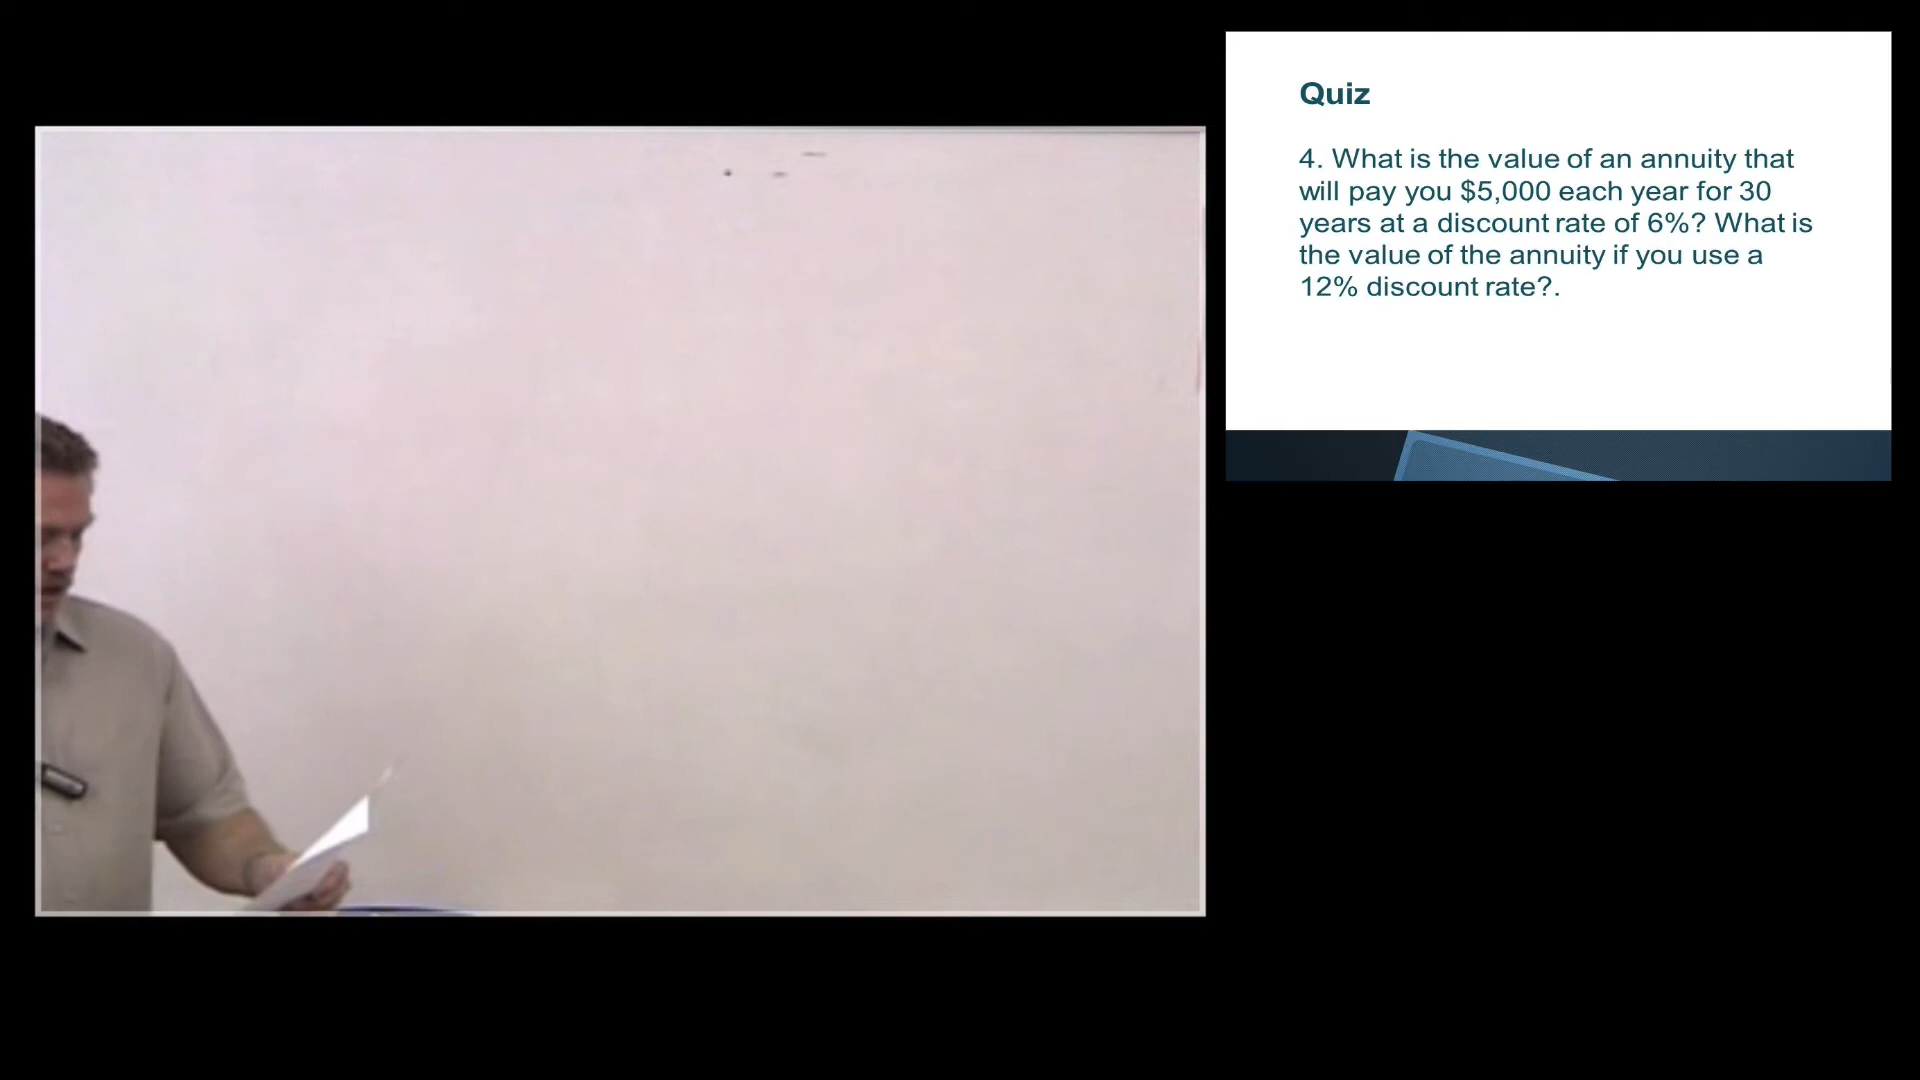 Quiz
4. What is the value of an annuity that
will pay you $5,000 each year for 30
years at a discount rate of 6%? What is
the value of the annuity if you use a
12% discount rate?.